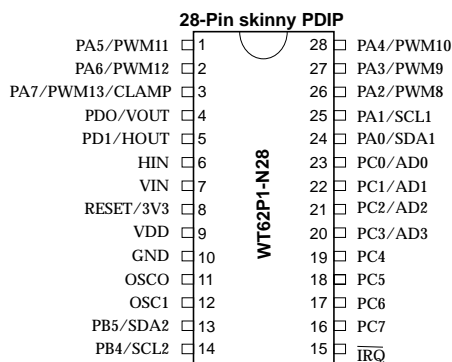 28-Pin skinny PDIP
PA5/PWM11 1 28 PA4/PWM10
PA6/PWM12 2 27 PA3/PWM9
PA7/PWM13/CLAMP 3 26 PA2/PWM8
PDO/VOUT 4 25 PA1/SCL1
PD1/HOUT 5 24 PA0/SDA1
HIN 6 23 PC0/AD0
VIN 7 22 PC1/AD1
RESET/3V3 8 21 PC2/AD2
VDD 9 20 PC3/AD3
GND 10 19 PC4
OSCO 11 18 PC5
OSC1 12 17 PC6
PB5/SDA2 13 16 PC7
PB4/SCL2 14 15 IRQ
WT62P1-N28